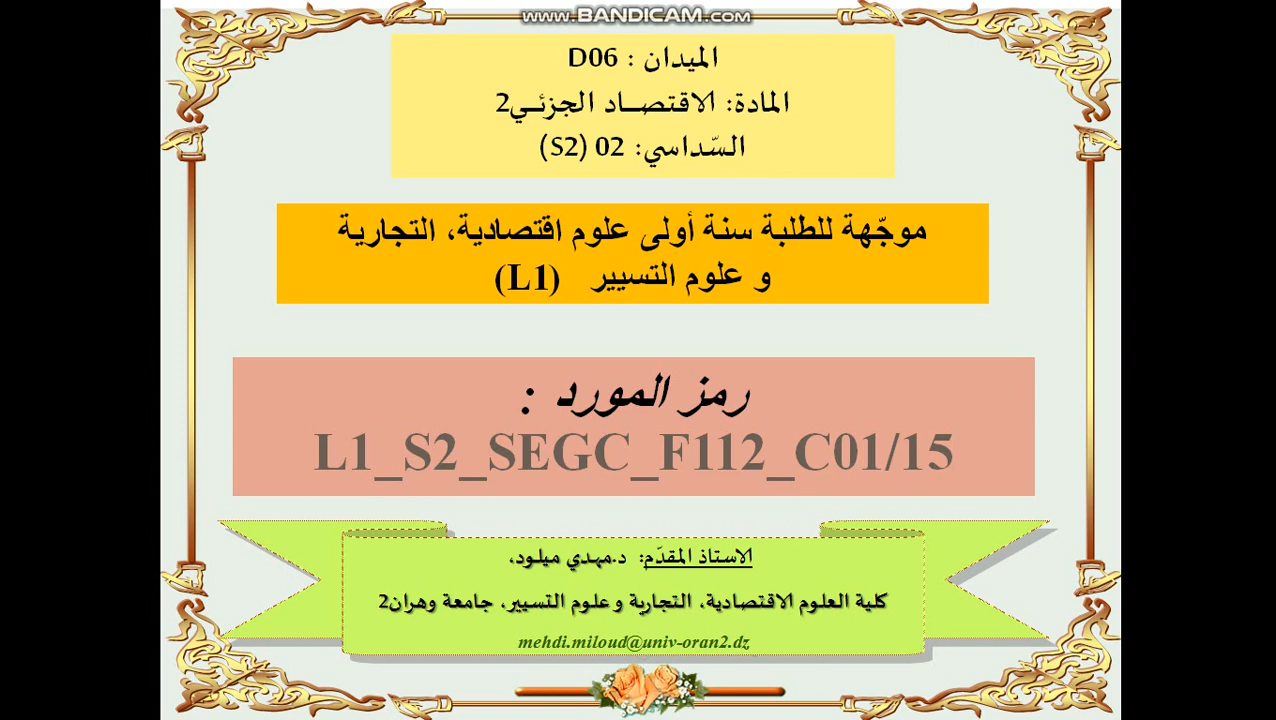 www.BANDICAM.com
الميدان : D06
المادة: الاقتصــاد الجزئـي2
السّداسي: 02 (S2)
موجّهة للطلبة سنة أولى علوم اقتصادية، التجارية
و علوم التسيير (L1)
رمز المورد :
L1_S2_SEGC_F112_C01/15
الاستاذ المقدّم: د.مهدي ميلود،
كلية العلوم الاقتصادية، التجارية وعلوم التسيير، جامعة وهران2
mehdi.miloud@univ-oran2.dz